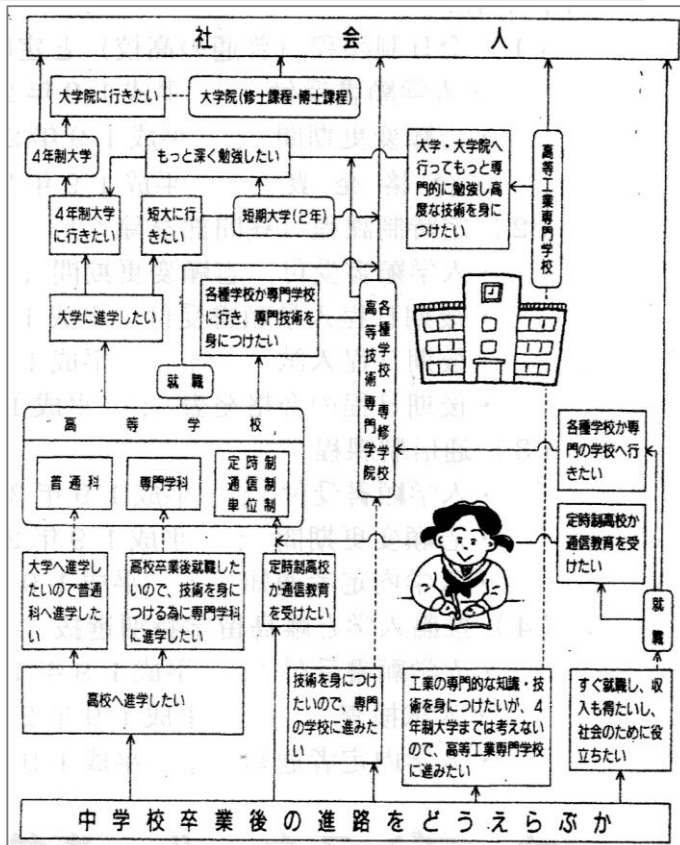 社会人
大学院に行きたい
大学院(修士課程・博士課程)
4年制大学
もっと深く勉強したい
大学・大学院へ
行ってもっと専
門的に勉強し高
度な技術を身に
つけたい
高等工業専門学校
4年制大学
に行きたい
短大に行
きたい
短期大学(2年)
大学に進学したい
各種学校か専門学校
に行き、専門技術を
身につけたい
各種学校・専修学校
高等技術専門学院
就職
高等学校
普通科
専門学科
定時制
通信制
単位制
各種学校か専
門の学校へ行
きたい
定時制高校か
通信教育を受
けたい
就職
大学へ進学し
たいので普通
科へ進学した
い
高校卒業後就職した
いので、技術を身に
つける為に専門学科
に進学したい
定時制高校
か通信教育
を受けたい
高校へ進学したい
技術を身につけ
たいので、専門
の学校に進みた
い
工業の専門的な知識・技
術を身につけたいが、4
年制大学までは考えない
ので、高等工業専門学校
に進みたい
すぐ就職し、収
入も得たいし、
社会のために役
立ちたい
中学校卒業後の進路をどうえらぶか